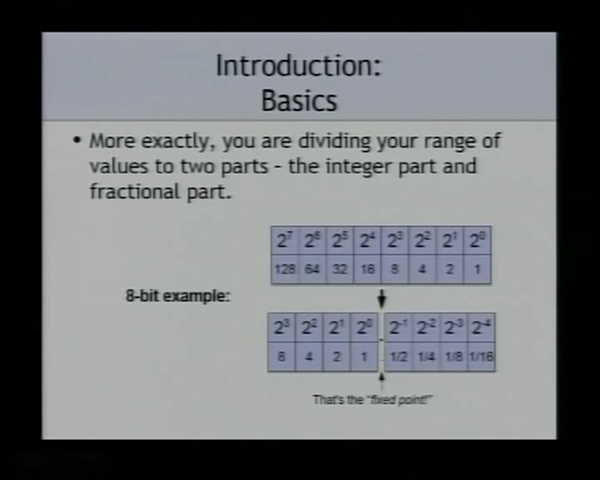 Introduction:
Basics
• More exactly, you are dividing your range of
values to two parts – the integer part and
fractional part.
2⁷ 2⁶ 2⁵ 2⁴ 2³ 2² 2¹ 2⁰
128 64 32 16 8 4 2 1
8-bit example:
2³ 2² 2¹ 2⁰ . 2⁻¹ 2⁻² 2⁻³ 2⁻⁴
8 4 2 1 1/2 1/4 1/8 1/16
That's the "fixed point!"